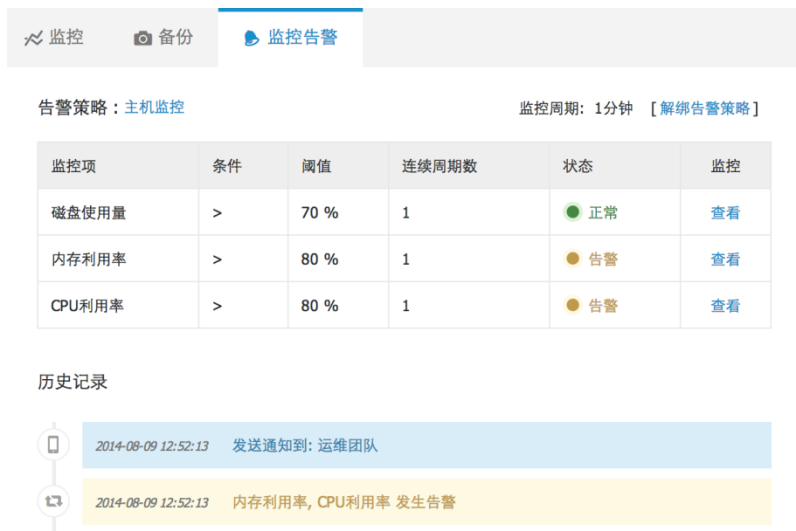 监控 备份 监控告警
告警策略：主机监控 监控周期: 1分钟 [解绑告警策略]
监控项 条件 阈值 连续周期数 状态 监控
磁盘使用量 > 70 % 1 正常 查看
内存利用率 > 80 % 1 告警 查看
CPU利用率 > 80 % 1 告警 查看
历史记录
2014-08-09 12:52:13 发送通知到: 运维团队
2014-08-09 12:52:13 内存利用率, CPU利用率 发生告警